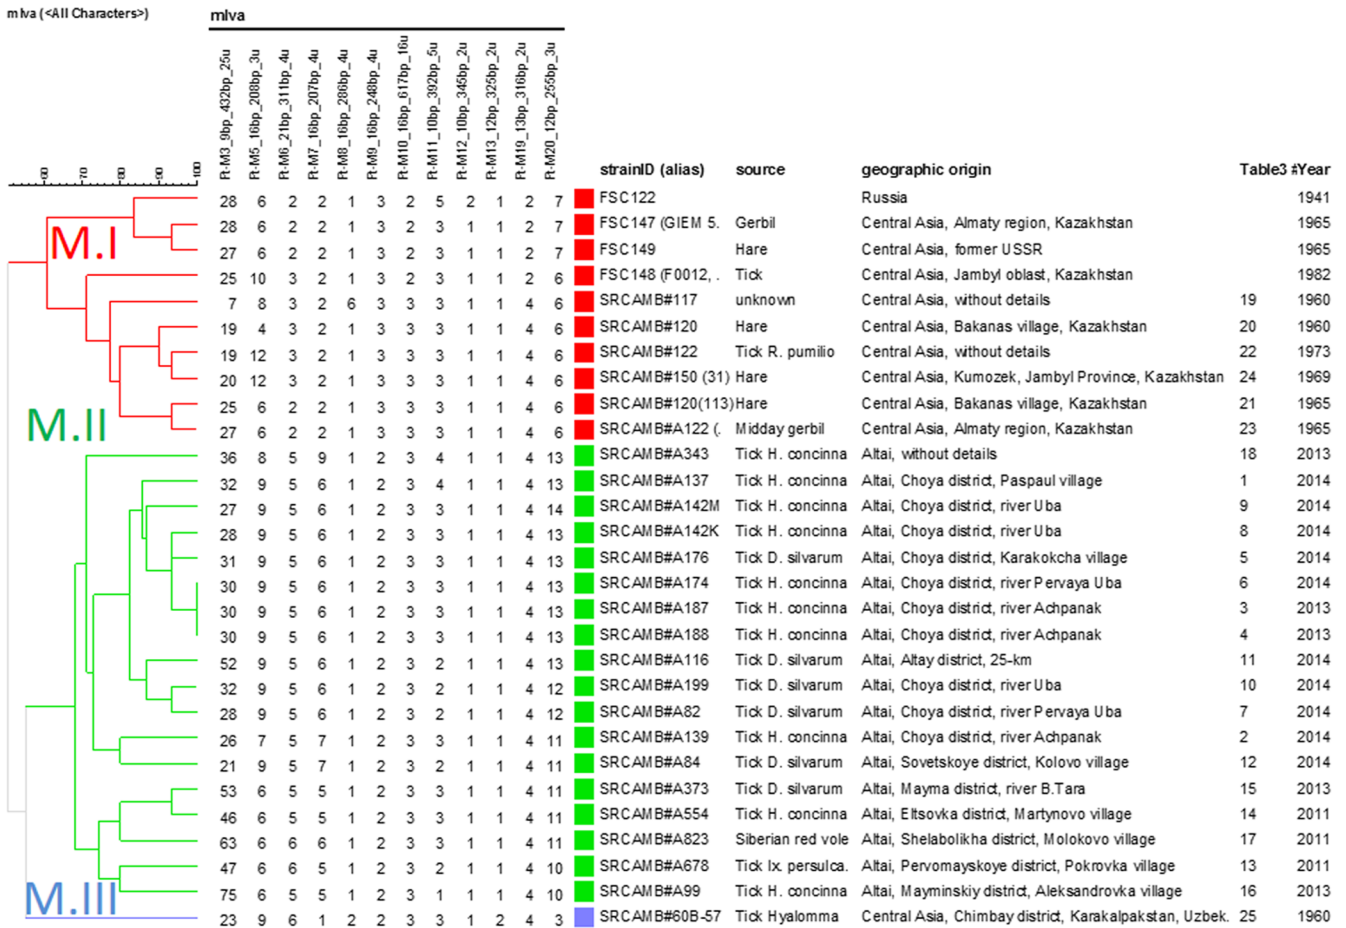 mlva (<All Characters>)
mlva
Ft-M3_9bp_432bp_25u
Ft-M5_16bp_208bp_3u
Ft-M6_21bp_311bp_4u
Ft-M7_16bp_207bp_4u
Ft-M8_16bp_286bp_4u
Ft-M9_16bp_248bp_4u
Ft-M10_16bp_617bp_16u
Ft-M11_10bp_392bp_5u
Ft-M12_10bp_345bp_2u
Ft-M13_12bp_325bp_2u
Ft-M19_13bp_316bp_2u
Ft-M20_12bp_255bp_3u
60 70 80 90 100
strainID (alias) source geographic origin Table3 # Year
28 6 2 2 1 3 2 5 2 1 2 7 FSC122 Russia 1941
28 6 2 2 1 3 2 3 1 1 2 7 FSC147 (GIEM 5. Gerbil Central Asia, Almaty region, Kazakhstan 1965
M.I
27 6 2 2 1 3 2 3 1 1 2 7 FSC149 Hare Central Asia, former USSR 1965
25 10 3 2 1 3 2 3 1 1 2 6 FSC148 (F0012, . Tick Central Asia, Jambyl oblast, Kazakhstan 1982
7 8 3 2 6 3 3 3 1 1 4 6 SRCAMB#117 unknown Central Asia, without details 19 1960
19 4 3 2 1 3 3 3 1 1 4 6 SRCAMB#120 Hare Central Asia, Bakanas village, Kazakhstan 20 1960
19 12 3 2 1 3 3 3 1 1 4 6 SRCAMB#122 Tick R. pumilio Central Asia, without details 22 1973
20 12 3 2 1 3 3 3 1 1 4 6 SRCAMB#150 (31) Hare Central Asia, Kumozek, Jambyl Province, Kazakhstan 24 1969
25 6 2 2 1 3 3 3 1 1 4 6 SRCAMB#120(113) Hare Central Asia, Bakanas village, Kazakhstan 21 1965
M.II
27 6 2 2 1 3 3 3 1 1 4 6 SRCAMB#A122 (. Midday gerbil Central Asia, Almaty region, Kazakhstan 23 1965
36 8 5 9 1 2 3 4 1 1 4 13 SRCAMB#A343 Tick H. concinna Altai, without details 18 2013
32 9 5 6 1 2 3 4 1 1 4 13 SRCAMB#A137 Tick H. concinna Altai, Choya district, Paspaul village 1 2014
27 9 5 6 1 2 3 3 1 1 4 14 SRCAMB#A142M Tick H. concinna Altai, Choya district, river Uba 9 2014
28 9 5 6 1 2 3 3 1 1 4 13 SRCAMB#A142K Tick H. concinna Altai, Choya district, river Uba 8 2014
31 9 5 6 1 2 3 3 1 1 4 13 SRCAMB#A176 Tick D. silvarum Altai, Choya district, Karakokcha village 5 2014
30 9 5 6 1 2 3 3 1 1 4 13 SRCAMB#A174 Tick H. concinna Altai, Choya district, river Pervaya Uba 6 2014
30 9 5 6 1 2 3 3 1 1 4 13 SRCAMB#A187 Tick H. concinna Altai, Choya district, river Achpanak 3 2013
30 9 5 6 1 2 3 3 1 1 4 13 SRCAMB#A188 Tick H. concinna Altai, Choya district, river Achpanak 4 2013
52 9 5 6 1 2 3 2 1 1 4 13 SRCAMB#A116 Tick D. silvarum Altai, Altay district, 25-km 11 2014
32 9 5 6 1 2 3 2 1 1 4 12 SRCAMB#A199 Tick D. silvarum Altai, Choya district, river Uba 10 2014
28 9 5 6 1 2 3 2 1 1 4 12 SRCAMB#A82 Tick D. silvarum Altai, Choya district, river Pervaya Uba 7 2014
26 7 5 7 1 2 3 3 1 1 4 11 SRCAMB#A139 Tick H. concinna Altai, Choya district, river Achpanak 2 2014
21 9 5 7 1 2 3 2 1 1 4 11 SRCAMB#A84 Tick D. silvarum Altai, Sovetskoye district, Kolovo village 12 2014
53 6 5 5 1 2 3 3 1 1 4 11 SRCAMB#A373 Tick D. silvarum Altai, Mayma district, river B.Tara 15 2013
46 6 5 5 1 2 3 3 1 1 4 11 SRCAMB#A554 Tick H. concinna Altai, Eltsovka district, Martynovo village 14 2011
63 6 6 6 1 2 3 3 1 1 4 11 SRCAMB#A823 Siberian red vole Altai, Shelabolikha district, Molokovo village 17 2011
47 6 6 5 1 2 3 2 1 1 4 10 SRCAMB#A678 Tick Ix. persulca. Altai, Pervomayskoye district, Pokrovka village 13 2011
75 6 5 5 1 2 3 1 1 1 4 10 SRCAMB#A99 Tick H. concinna Altai, Mayminskiy district, Aleksandrovka village 16 2013
M.III
23 9 6 1 2 2 3 3 1 2 4 3 SRCAMB#60B-57 Tick Hyalomma Central Asia, Chimbay district, Karakalpakstan, Uzbek. 25 1960